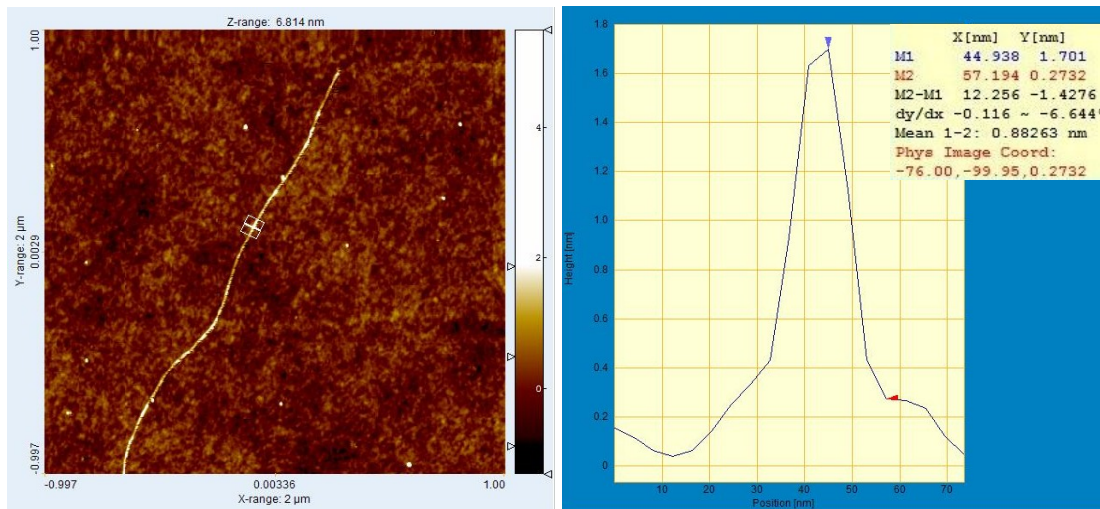 Z-range: 6.814 nm
1.00
Y-range: 2 µm
0.0029
-0.997
-0.997
0.00336
1.00
X-range: 2 µm
4
2
0
1.8
1.6
1.4
1.2
1.0
0.8
0.6
0.4
0.2
0
Height [nm]
10
20
30
40
50
60
70
Position [nm]
X[nm] Y[nm]
M1 44.938 1.701
M2 57.194 0.2732
M2-M1 12.256 -1.4276
dy/dx -0.116 ~ -6.644°
Mean 1-2: 0.88263 nm
Phys Image Coord:
-76.00,-99.95,0.2732